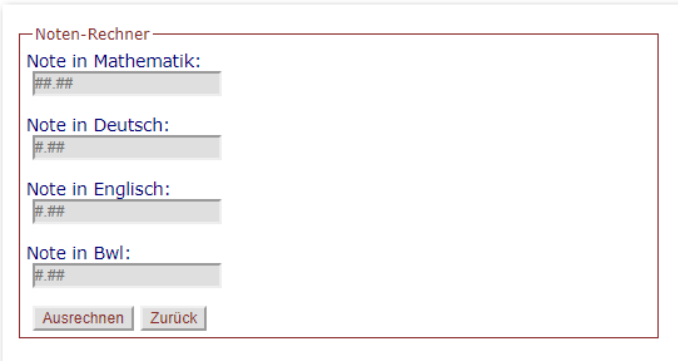 Noten-Rechner
Note in Mathematik:
##.##
Note in Deutsch:
#.##
Note in Englisch:
#.##
Note in Bwl:
#.##
Ausrechnen Zurück